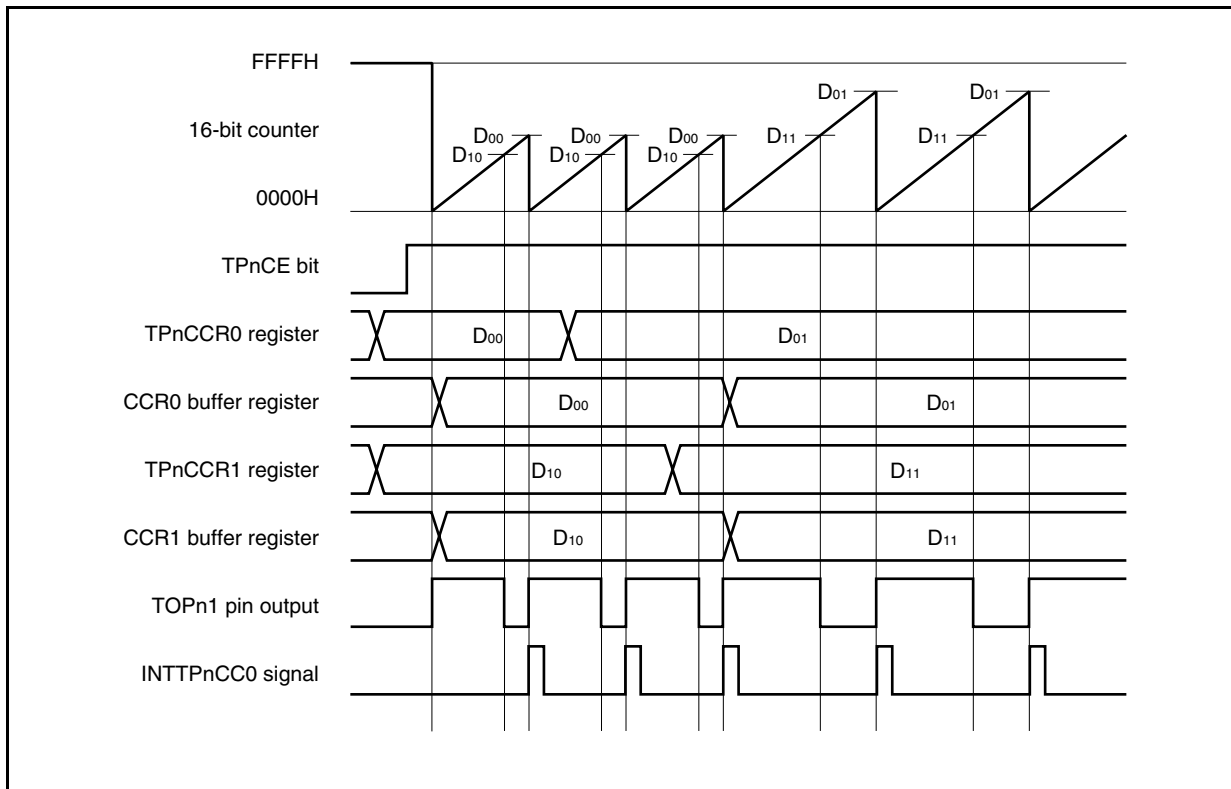 FFFFH
D01 D01
16-bit counter D00 D00 D00 D11 D11
D10 D10 D10
0000H
TPnCE bit
TPnCCR0 register D00 D01
CCR0 buffer register D00 D01
TPnCCR1 register D10 D11
CCR1 buffer register D10 D11
TOPn1 pin output
INTTPnCC0 signal